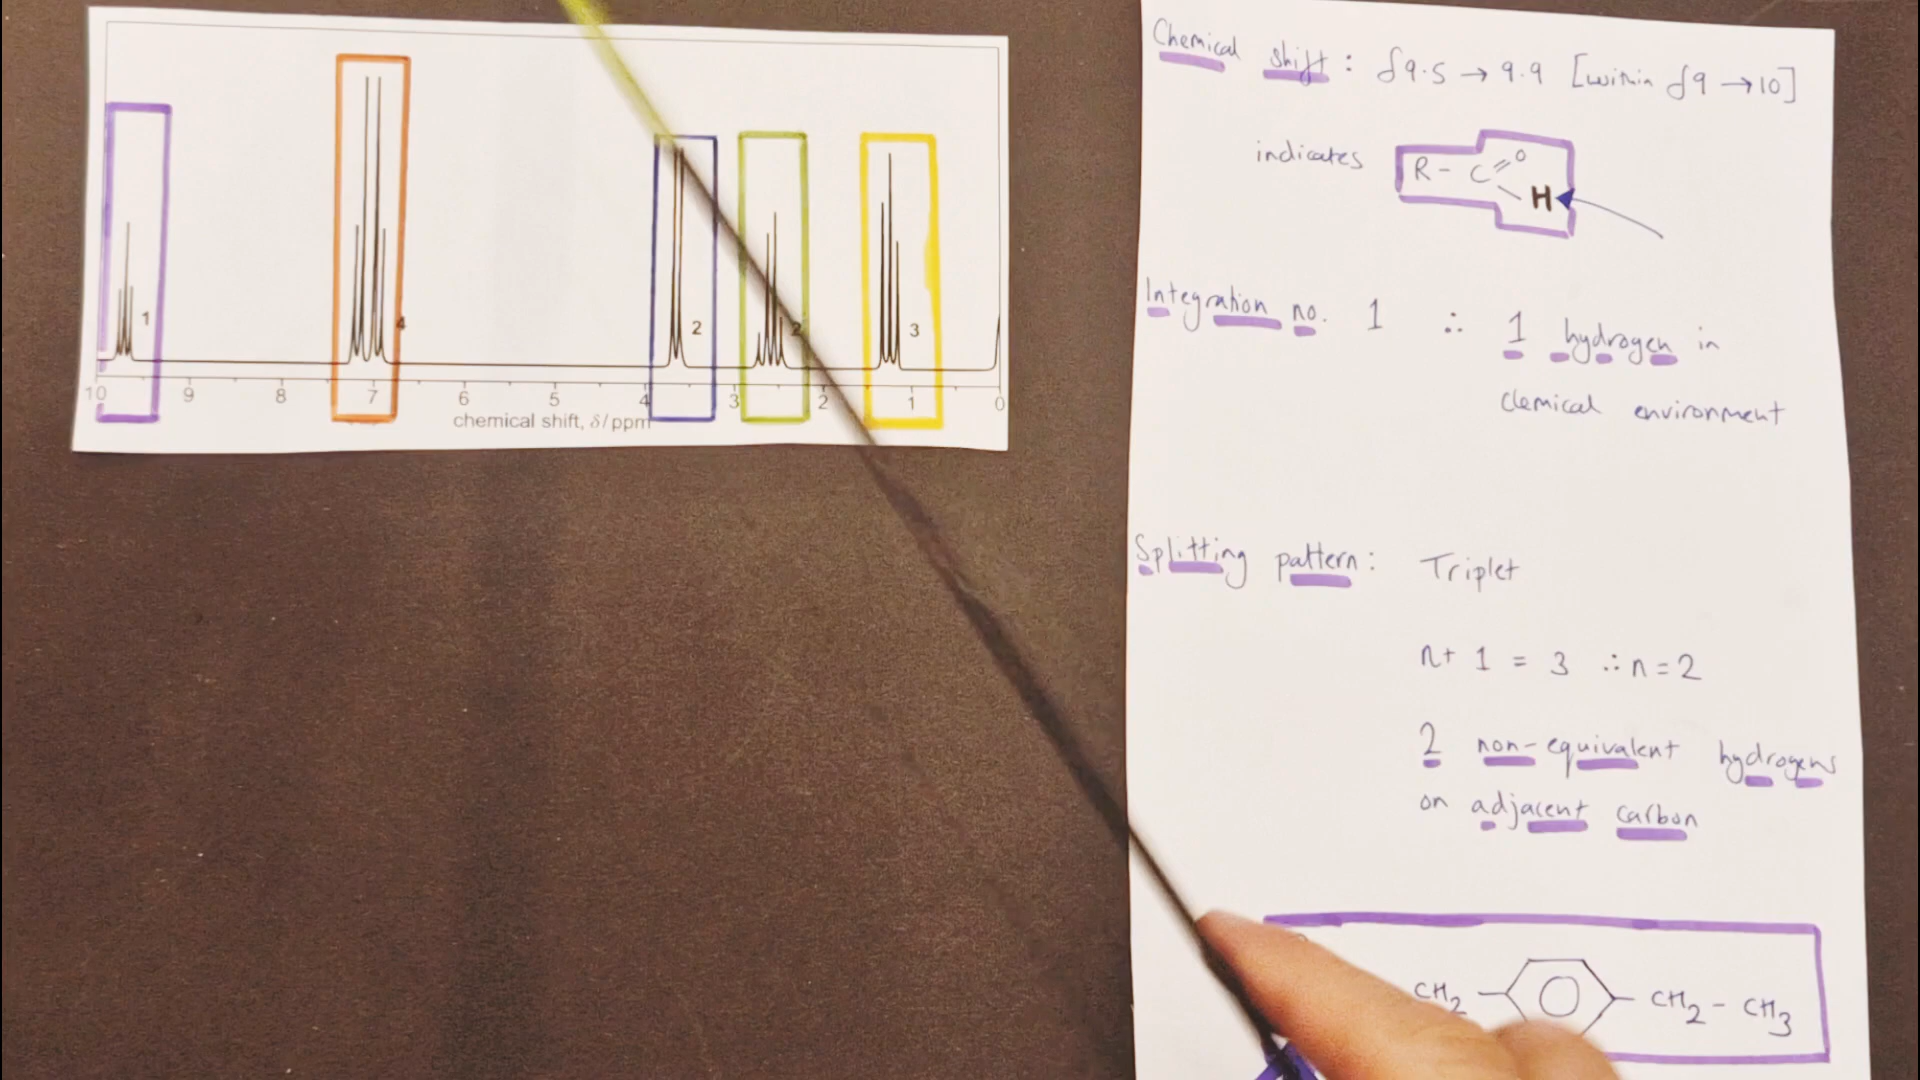 1
4
2
2
3
10 9 8 7 6 5 4 3 2 1 0
chemical shift, δ/ppm
Chemical shift: δ9.5 → 9.9 [within δ9 → 10]
indicates R - C O H
Integration no. 1 ∴ 1 hydrogen in
chemical environment
Splitting pattern: Triplet
n+ 1 = 3 ∴ n = 2
2 non-equivalent hydrogens
on adjacent carbon
CH2 CH2 - CH3